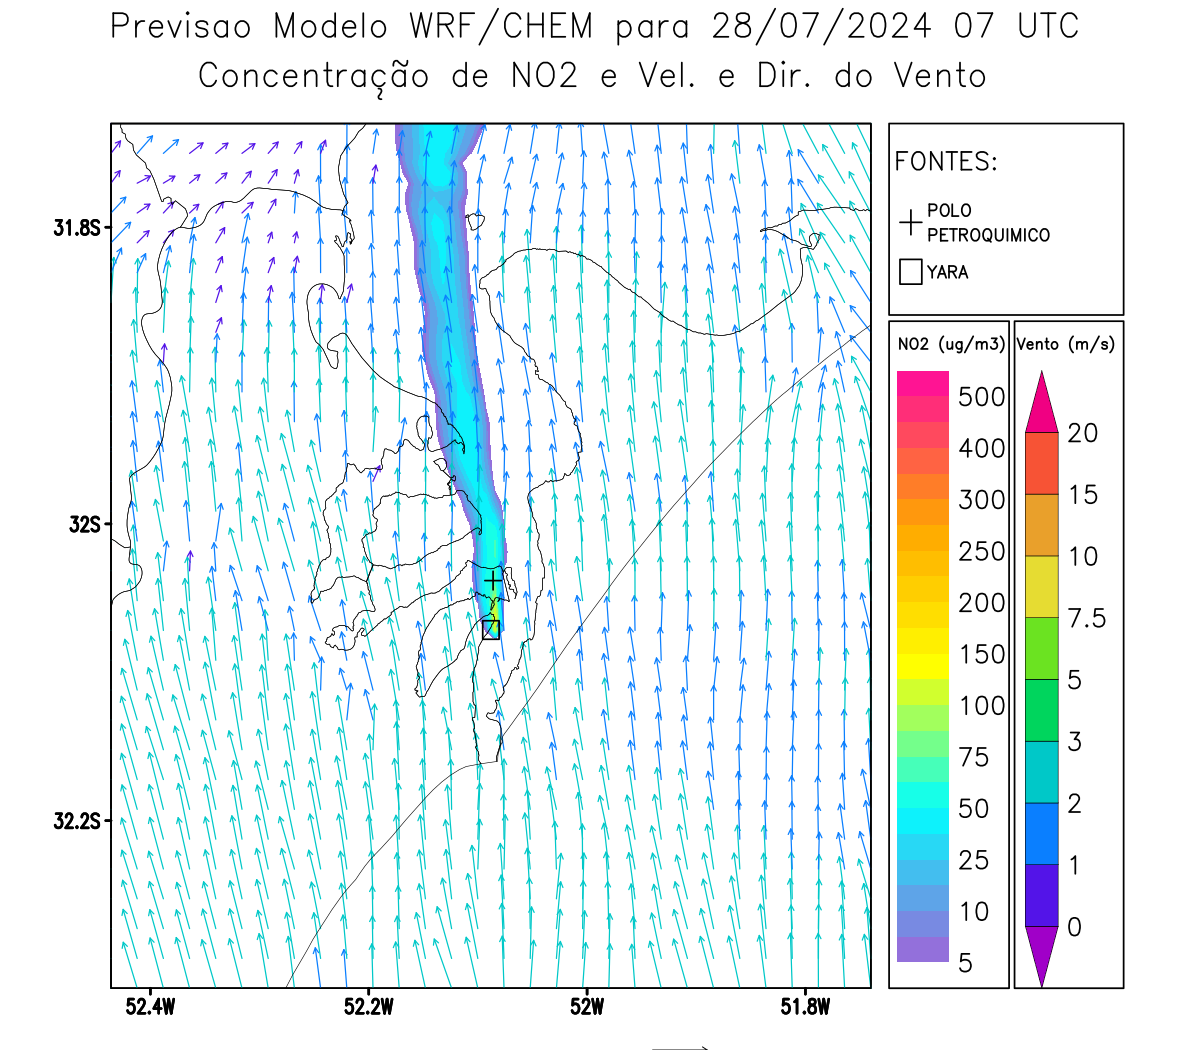 Previsao Modelo WRF/CHEM para 28/07/2024 07 UTC
Concentração de NO2 e Vel. e Dir. do Vento
FONTES:
POLO
PETROQUIMICO
YARA
NO2 (ug/m3)
500
400
300
250
200
150
100
75
50
25
10
5
Vento (m/s)
20
15
10
7.5
5
3
2
1
0
31.8S
32S
32.2S
52.4W
52.2W
52W
51.8W